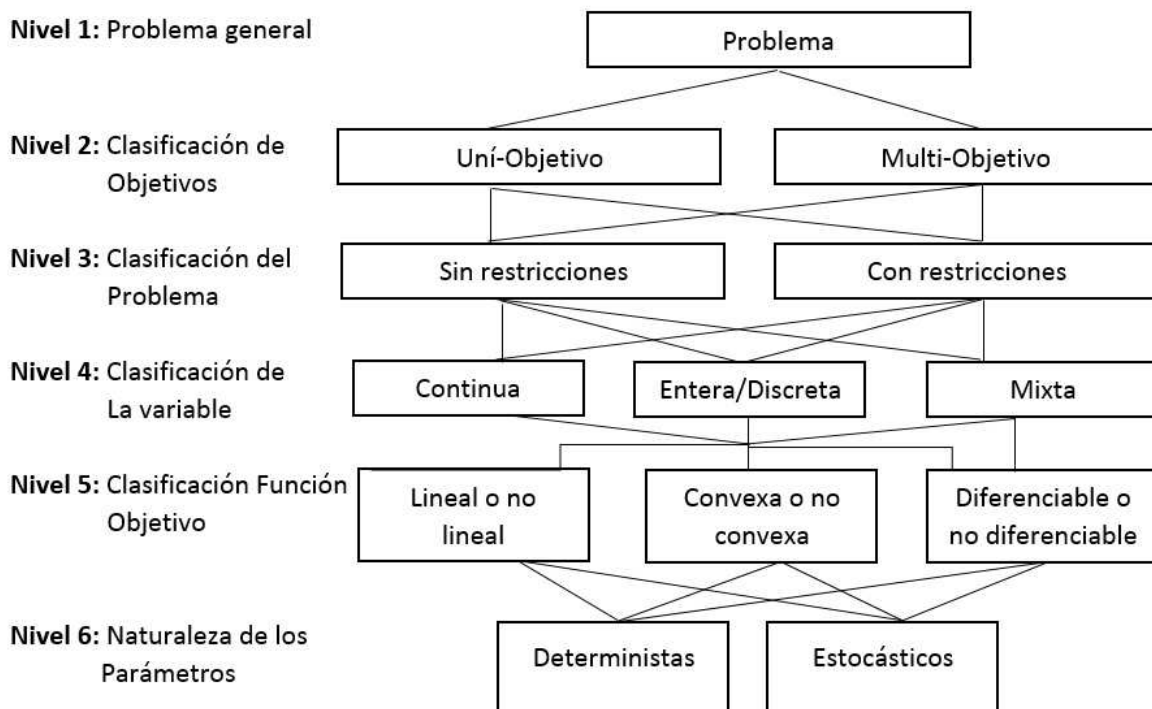 Nivel 1: Problema general
Problema
Nivel 2: Clasificación de
Objetivos
Uní-Objetivo
Multi-Objetivo
Nivel 3: Clasificación del
Problema
Sin restricciones
Con restricciones
Nivel 4: Clasificación de
La variable
Continua
Entera/Discreta
Mixta
Nivel 5: Clasificación Función
Objetivo
Lineal o no
lineal
Convexa o no
convexa
Diferenciable o
no diferenciable
Nivel 6: Naturaleza de los
Parámetros
Deterministas
Estocásticos